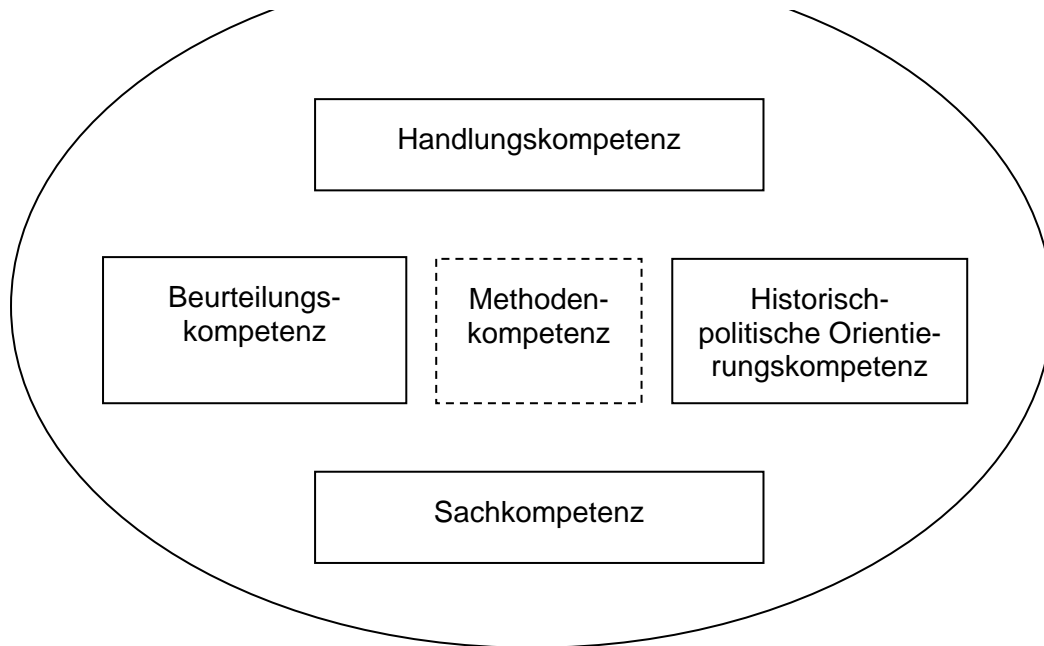 Handlungskompetenz
Beurteilungs-
kompetenz
Methoden-
kompetenz
Historisch-
politische Orientie-
rungskompetenz
Sachkompetenz